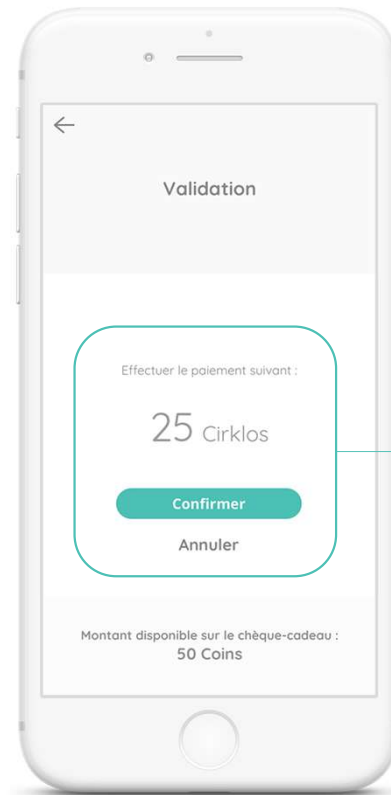 Validation
Effectuer le paiement suivant :
25 Cirklos
Confirmer
Annuler
Montant disponible sur le chèque-cadeau :
50 Coins